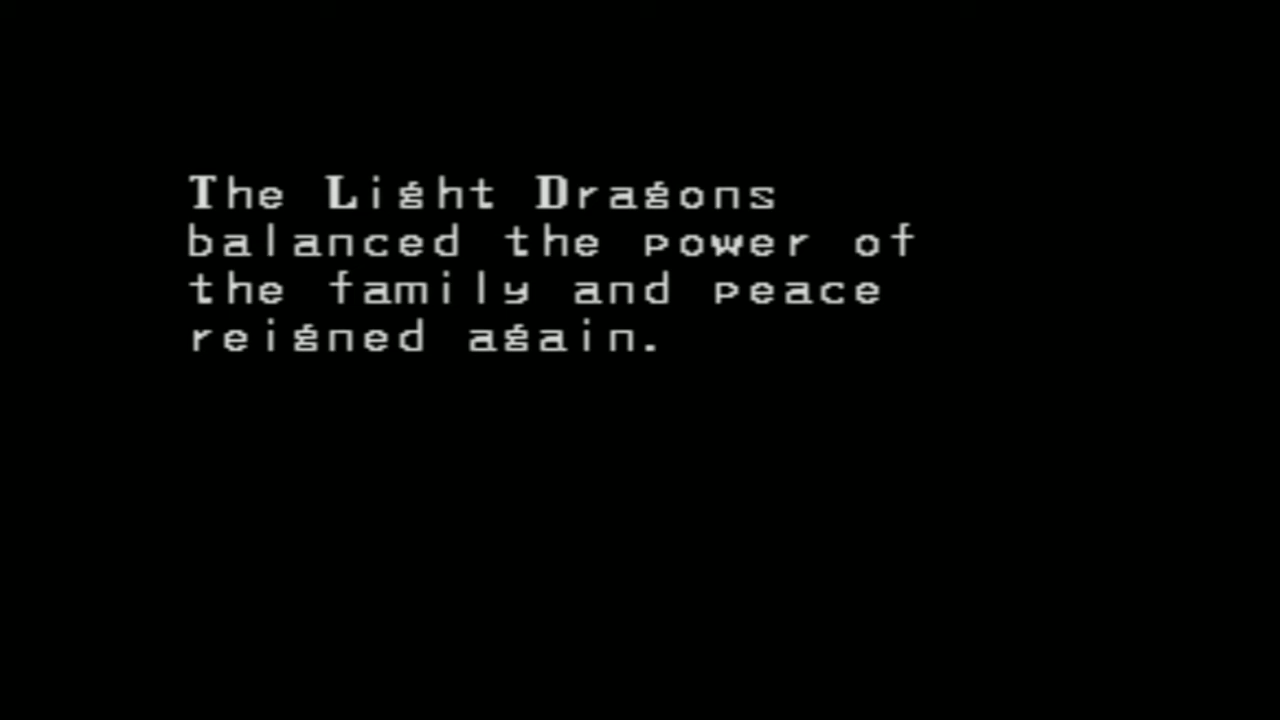 The Light Dragons
balanced the power of
the family and peace
reigned again.